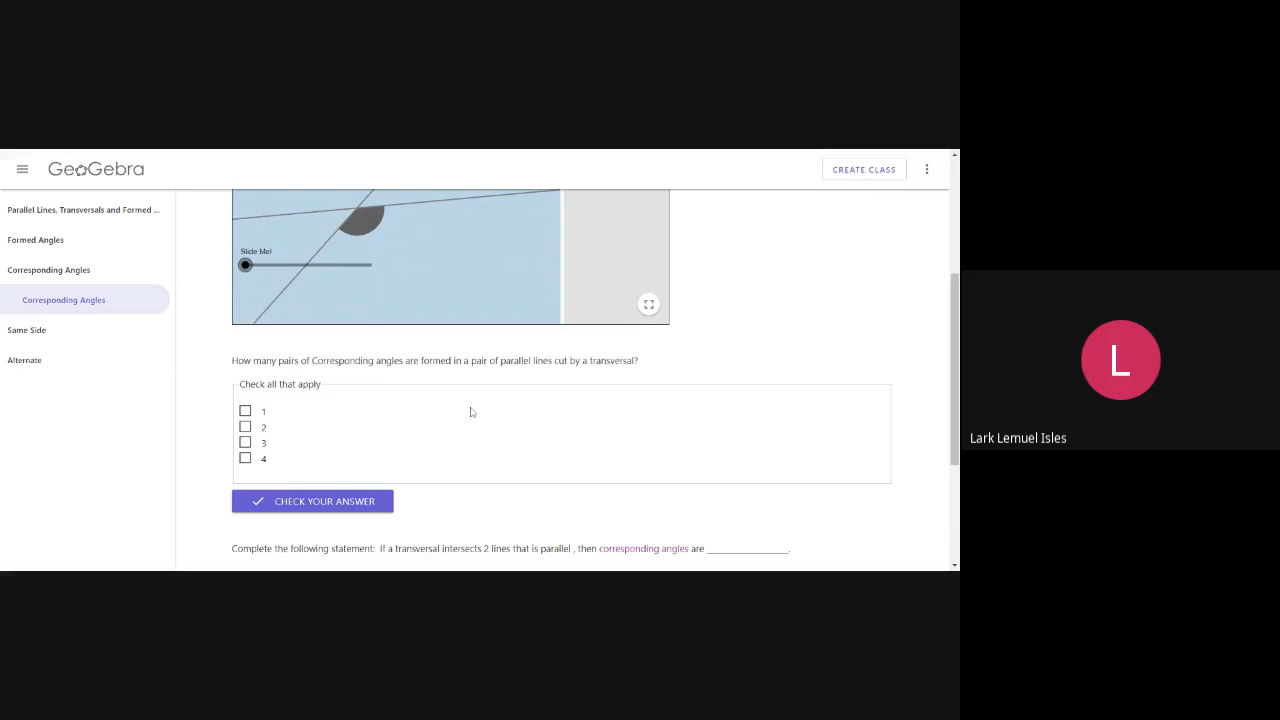 GeoGebra
CREATE CLASS
Parallel Lines, Transversals and Formed ...
Formed Angles
Corresponding Angles
Corresponding Angles
Same Side
Alternate
Slide Me!
How many pairs of Corresponding angles are formed in a pair of parallel lines cut by a transversal?
Check all that apply
1
2
3
4
CHECK YOUR ANSWER
Complete the following statement: If a transversal intersects 2 lines that is parallel , then corresponding angles are ________________.
L
Lark Lemuel Isles